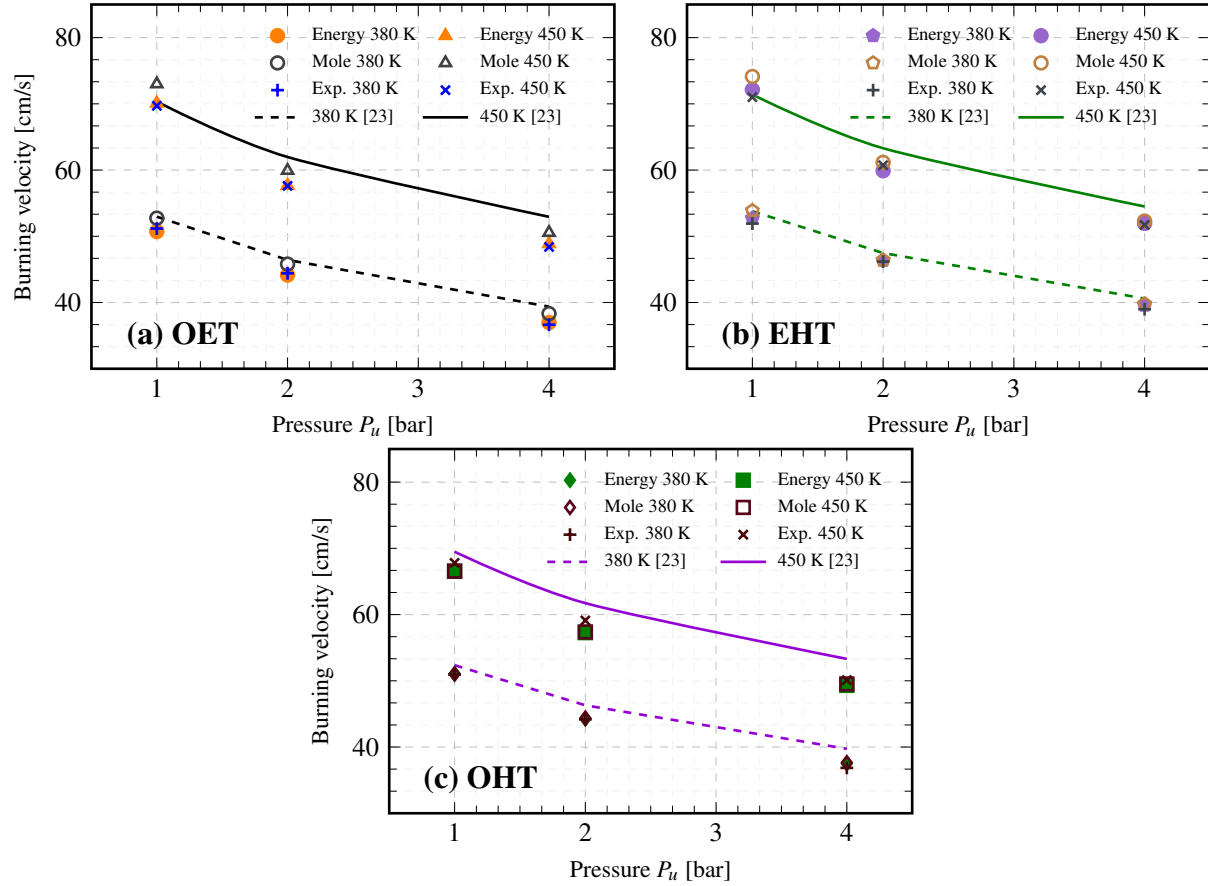 80
60
40
Burning velocity [cm/s]
Energy 380 K
Energy 450 K
Mole 380 K
Mole 450 K
Exp. 380 K
Exp. 450 K
380 K [23]
450 K [23]
(a) OET
1 2 3 4
Pressure P_u [bar]
80
60
40
Energy 380 K
Energy 450 K
Mole 380 K
Mole 450 K
Exp. 380 K
Exp. 450 K
380 K [23]
450 K [23]
(b) EHT
1 2 3 4
Pressure P_u [bar]
80
60
40
Burning velocity [cm/s]
Energy 380 K
Energy 450 K
Mole 380 K
Mole 450 K
Exp. 380 K
Exp. 450 K
380 K [23]
450 K [23]
(c) OHT
1 2 3 4
Pressure P_u [bar]